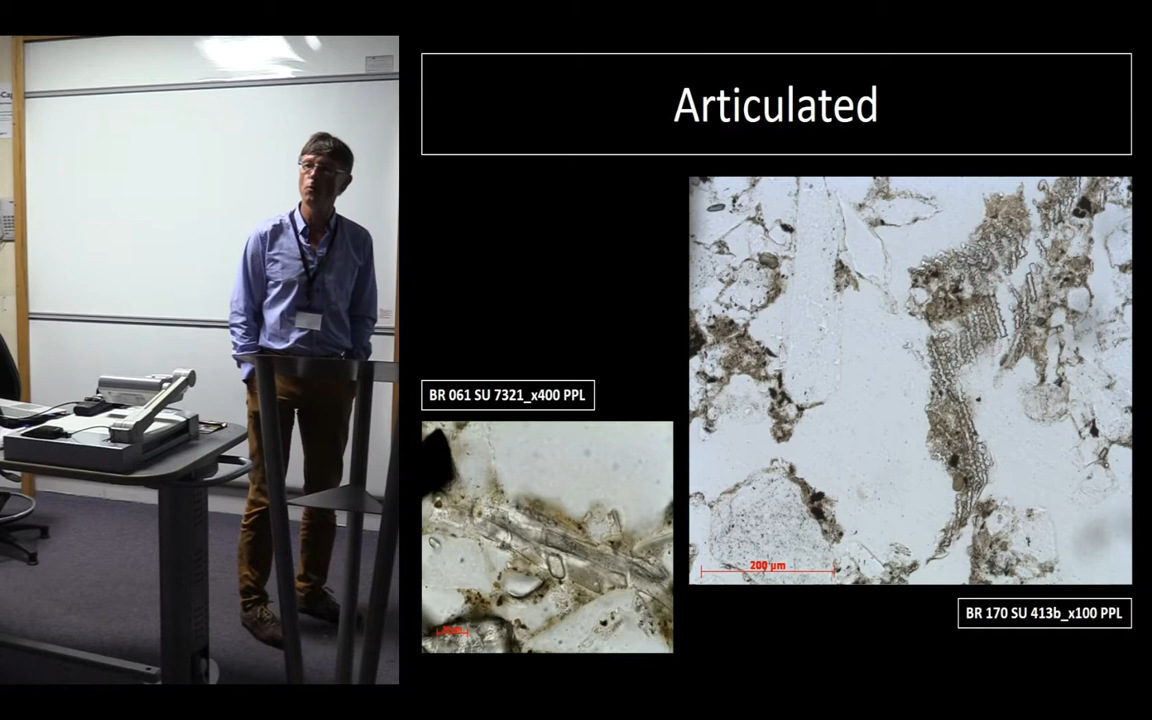 Articulated
BR 061 SU 7321_x400 PPL
200 µm
BR 170 SU 413b_x100 PPL